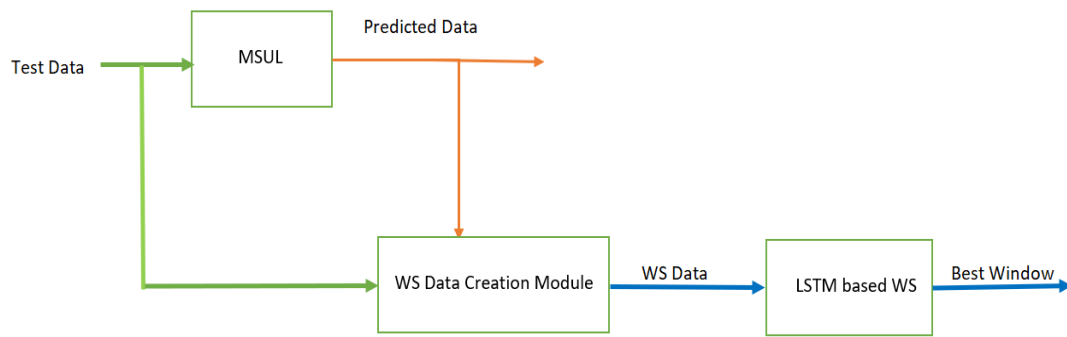 Predicted Data
MSUL
Test Data
WS Data
Best Window
WS Data Creation Module
LSTM based WS